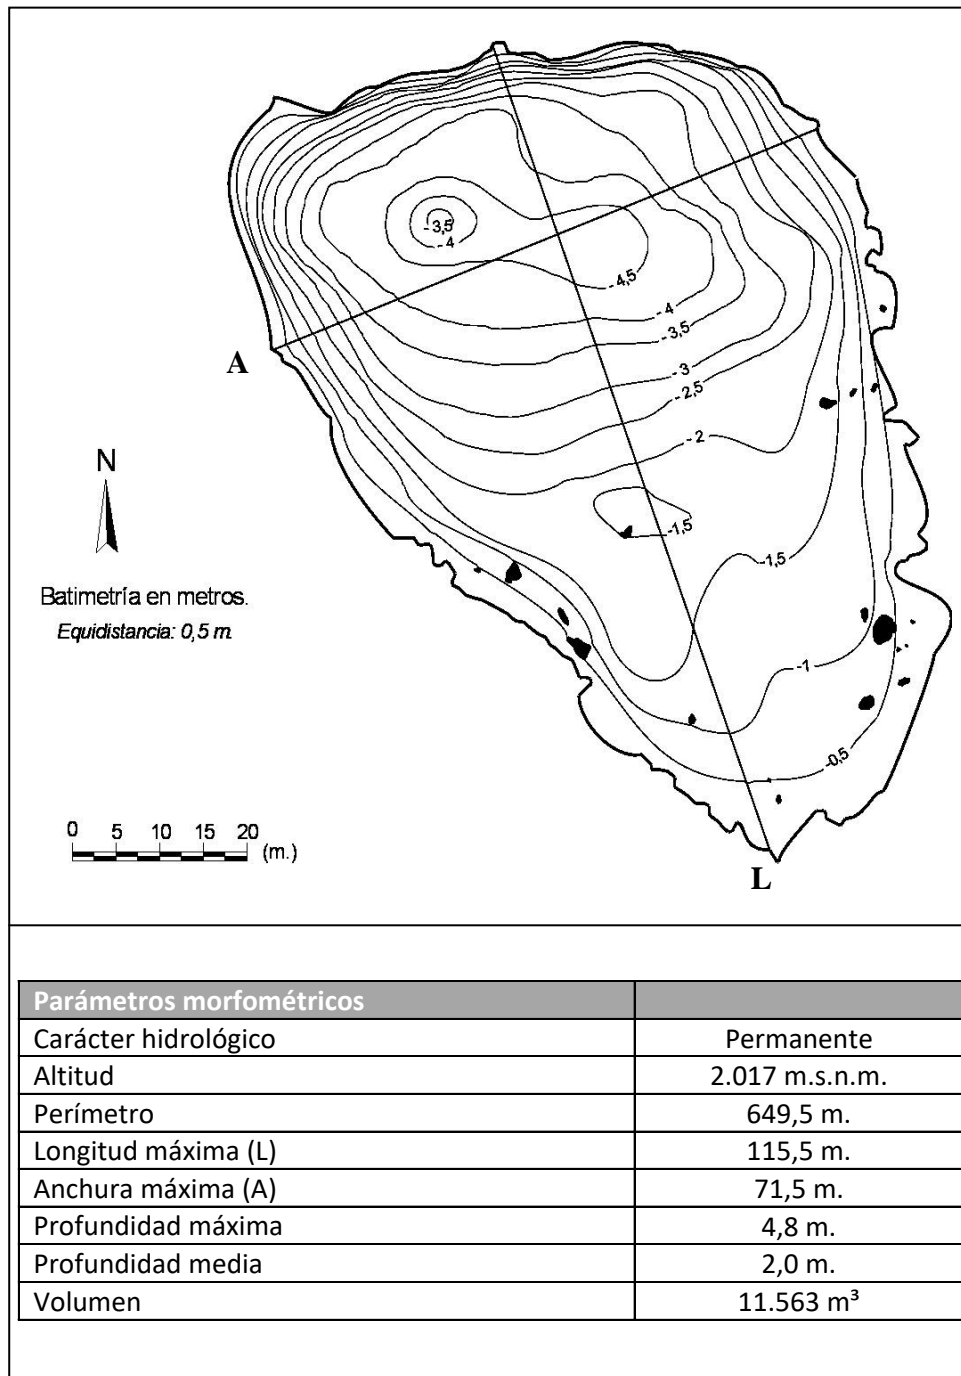 - 3,5
- 4
- 4,5
- 4
- 3,5
- 3
- 2,5
- 2
-1,5
-1,5
-1
-0,5
A
N
Batimetría en metros.
Equidistancia: 0,5 m.
0 5 10 15 20
(m.)
L
Parámetros morfométricos
Carácter hidrológico Permanente
Altitud 2.017 m.s.n.m.
Perímetro 649,5 m.
Longitud máxima (L) 115,5 m.
Anchura máxima (A) 71,5 m.
Profundidad máxima 4,8 m.
Profundidad media 2,0 m.
Volumen 11.563 m³